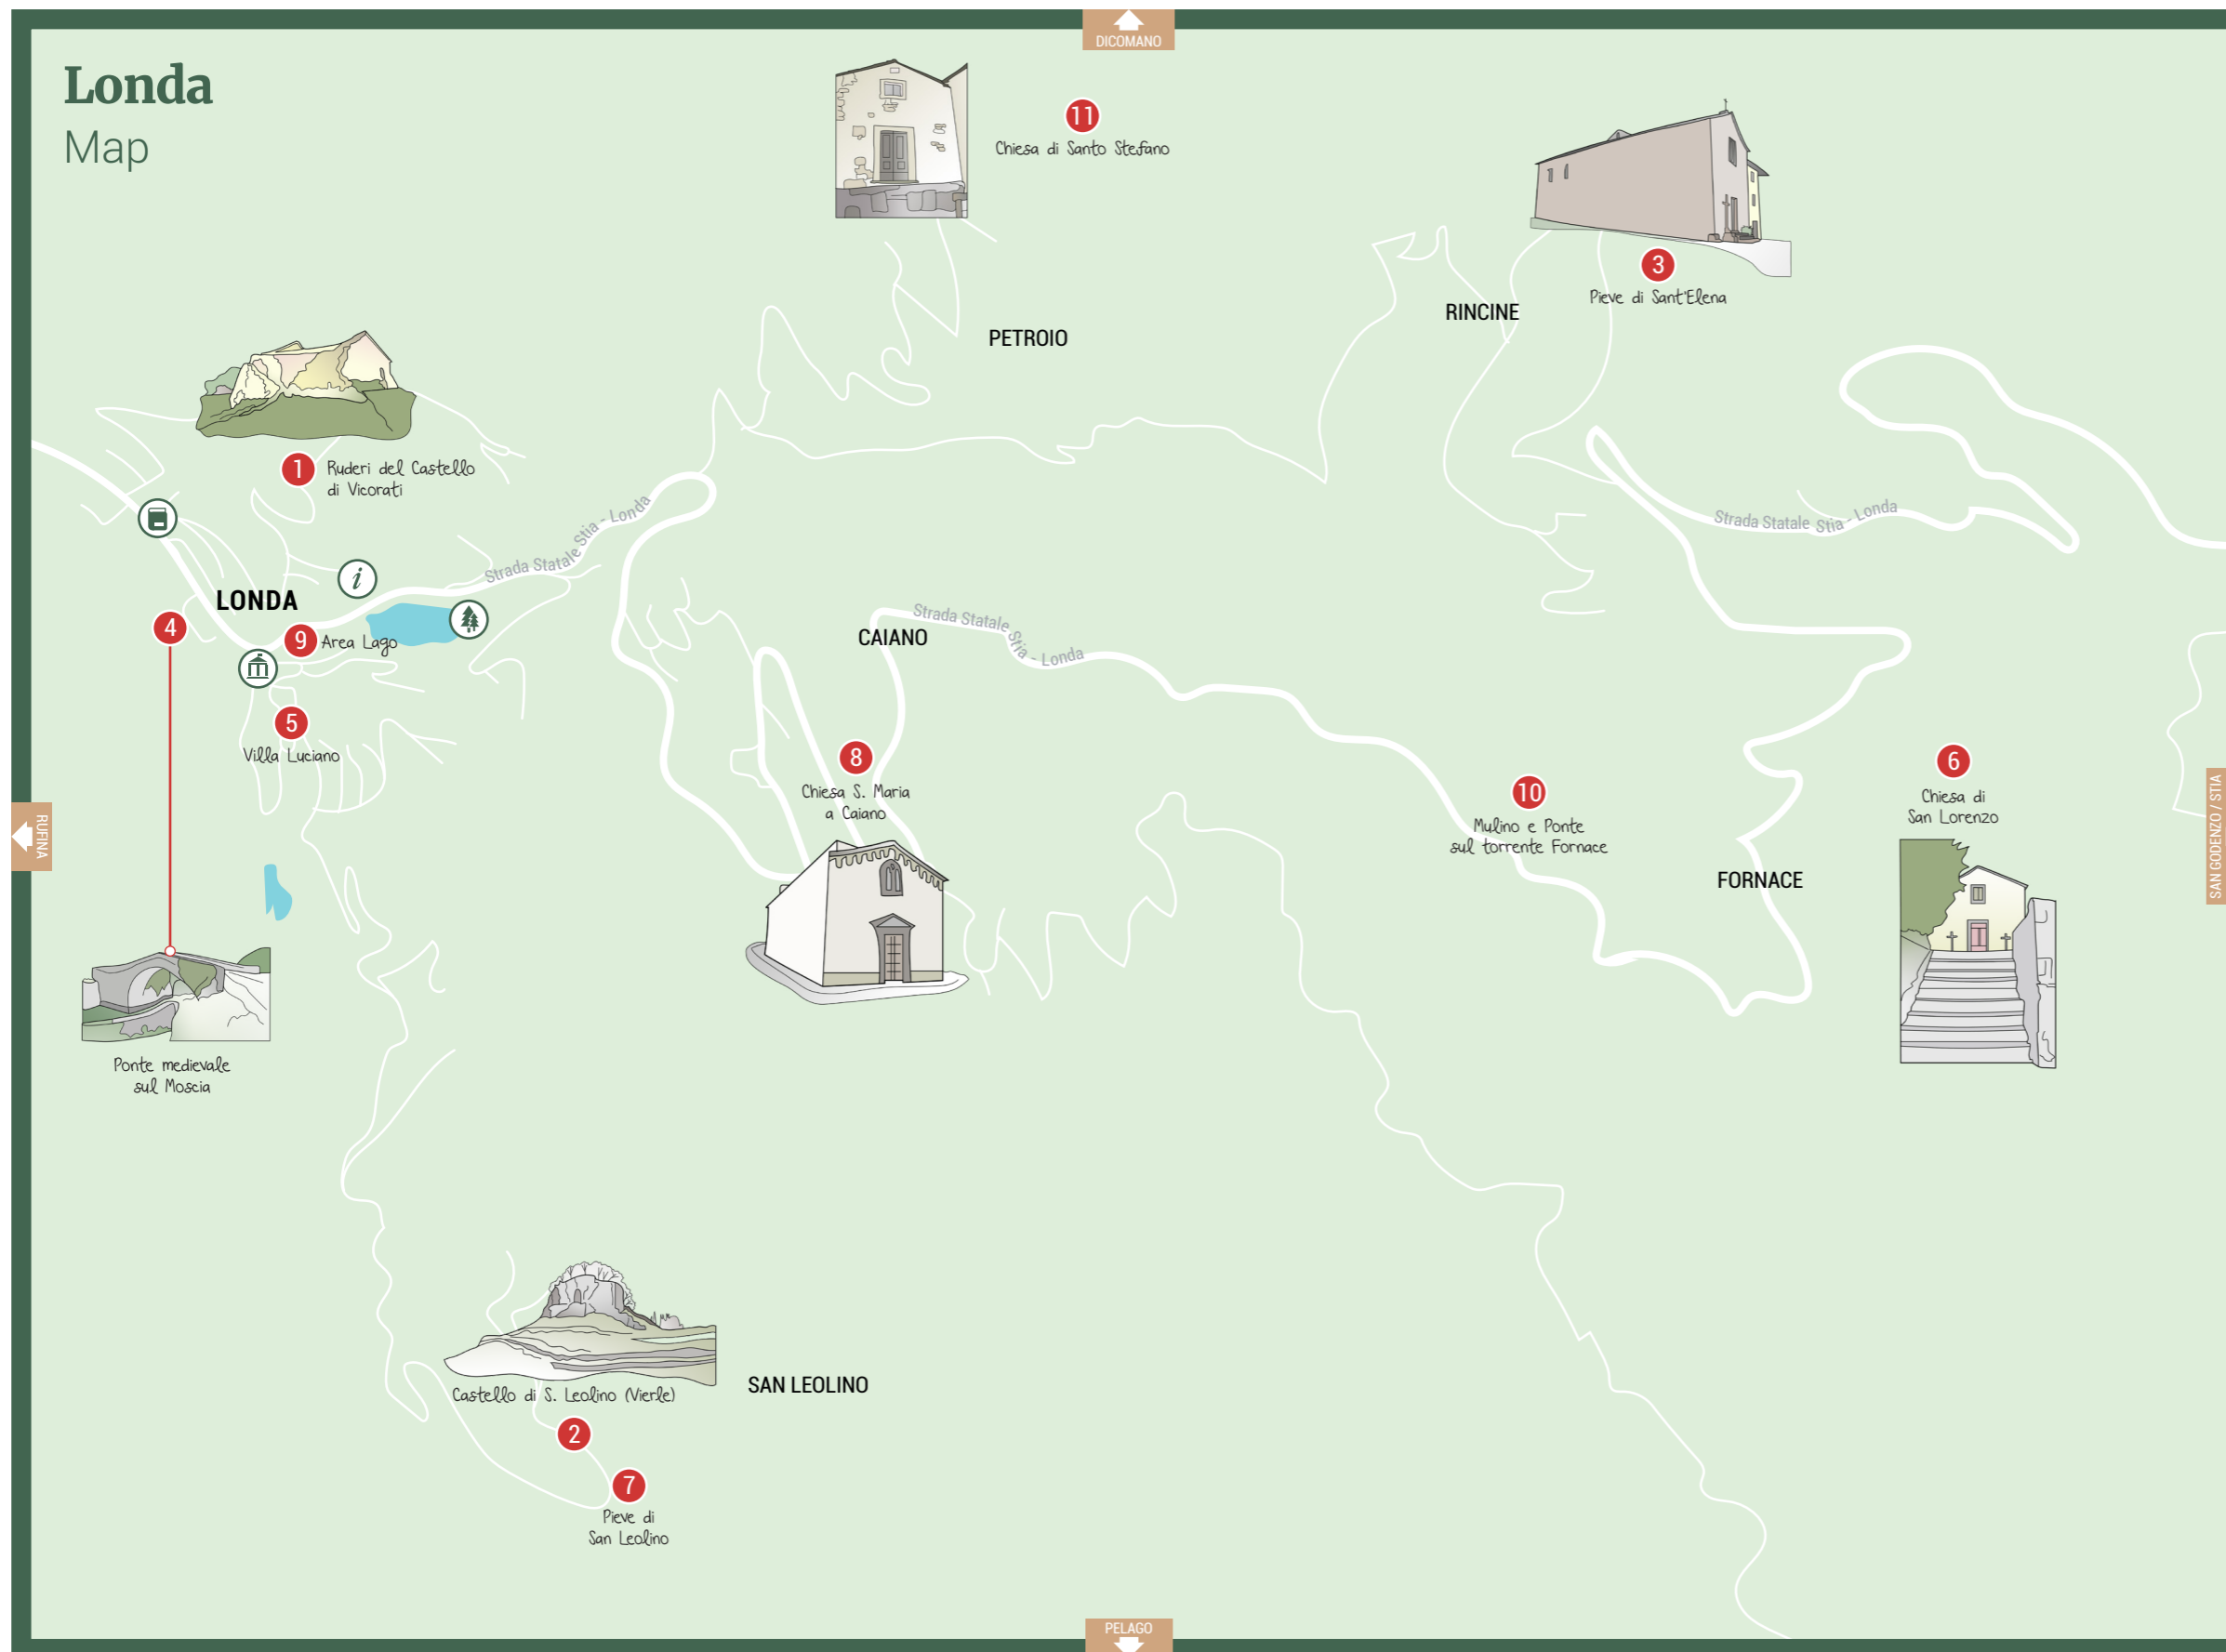 DICOMANO
Londa
Map
11
Chiesa di Santo Stefano
3
Pieve di Sant'Elena
RINCINE
PETROIO
1
Ruderi del Castello
di Vicorati
Strada Statale Stia - Londa
Strada Statale Stia - Londa
i
LONDA
4
9
Area Lago
CAIANO
Strada Statale Stia - Londa
5
Villa Luciano
8
Chiesa S. Maria
a Caiano
10
Mulino e Ponte
sul torrente Fornace
6
Chiesa di
San Lorenzo
RUFINA
SAN GODENZO / STIA
FORNACE
Ponte medievale
sul Moscia
Castello di S. Leolino (Vierle)
SAN LEOLINO
2
7
Pieve di
San Leolino
PELAGO